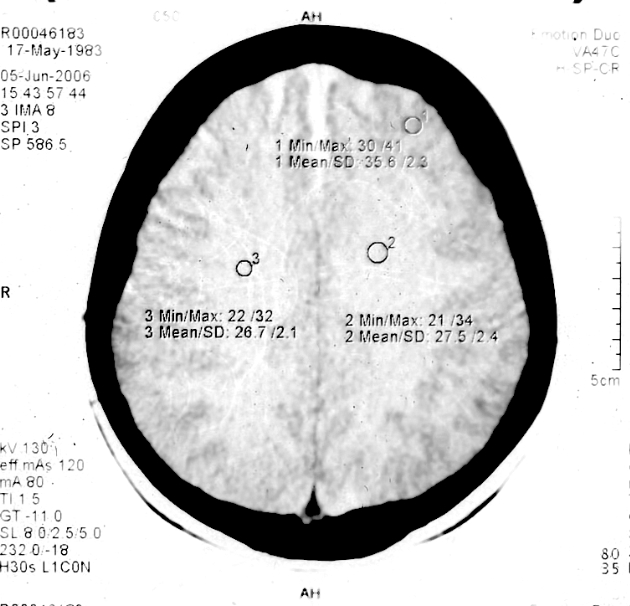 CSC
AH
R00046183
17-May-1983
05-Jun-2006
15 43 57 44
3 IMA 8
SPI 3
SP 586.5
Emotion Duo
VA47C
H-SP-CR
1
1 Min/Max: 30 /41
1 Mean/SD: 35.6 /2.3
3
2
R
3 Min/Max: 22 /32
3 Mean/SD: 26.7 /2.1
2 Min/Max: 21 /34
2 Mean/SD: 27.5 /2.4
5cm
kV 130
eff.mAs 120
mA 80
TI 1.5
GT -11.0
SL 8.0/2.5/5.0
232.0/-18
H30s L1C0N
80
35
AH